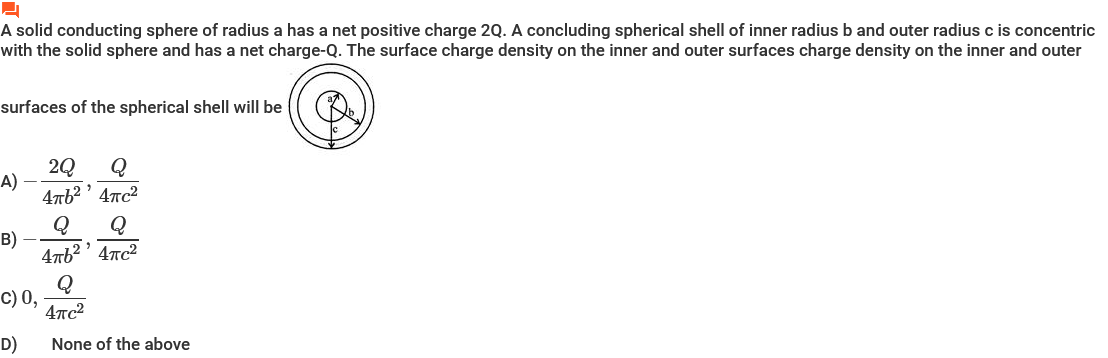 A solid conducting sphere of radius a has a net positive charge 2Q. A concluding spherical shell of inner radius b and outer radius c is concentric
with the solid sphere and has a net charge-Q. The surface charge density on the inner and outer surfaces charge density on the inner and outer
surfaces of the spherical shell will be
a
b
c
A) $-\frac{2Q}{4\pi b^2}, \frac{Q}{4\pi c^2}$
B) $-\frac{Q}{4\pi b^2}, \frac{Q}{4\pi c^2}$
C) $0, \frac{Q}{4\pi c^2}$
D) None of the above